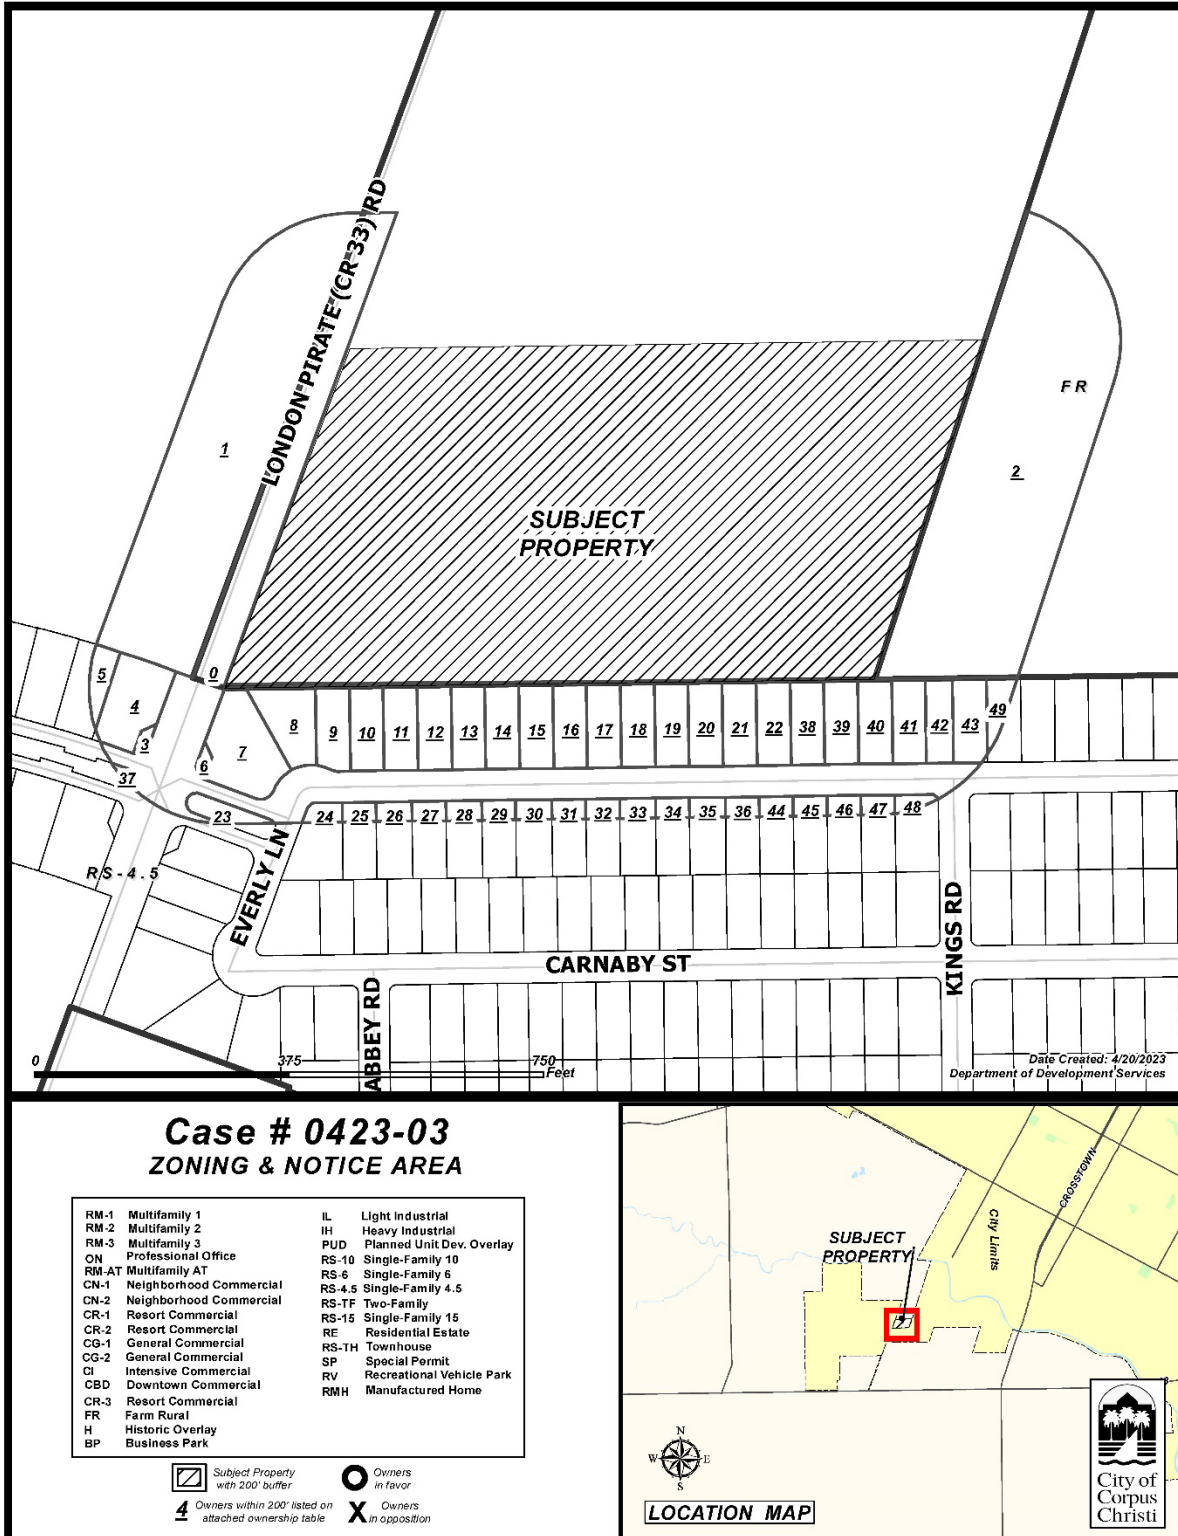 LONDON PIRATE (CR 33) RD
FR
1
2
SUBJECT
PROPERTY
0
5
4
3
37
6
7
8
9
10
11
12
13
14
15
16
17
18
19
20
21
22
38
39
40
41
42
43
49
23
24
25
26
27
28
29
30
31
32
33
34
35
36
44
45
46
47
48
RS-4.5
EVERLY LN
CARNABY ST
KINGS RD
ABBEY RD
0
375
750
Feet
Date Created: 4/20/2023
Department of Development Services
Case # 0423-03
ZONING & NOTICE AREA
RM-1 Multifamily 1
RM-2 Multifamily 2
RM-3 Multifamily 3
ON Professional Office
RM-AT Multifamily AT
CN-1 Neighborhood Commercial
CN-2 Neighborhood Commercial
CR-1 Resort Commercial
CR-2 Resort Commercial
CG-1 General Commercial
CG-2 General Commercial
CI Intensive Commercial
CBD Downtown Commercial
CR-3 Resort Commercial
FR Farm Rural
H Historic Overlay
BP Business Park
IL Light Industrial
IH Heavy Industrial
PUD Planned Unit Dev. Overlay
RS-10 Single-Family 10
RS-6 Single-Family 6
RS-4.5 Single-Family 4.5
RS-TF Two-Family
RS-15 Single-Family 15
RE Residential Estate
RS-TH Townhouse
SP Special Permit
RV Recreational Vehicle Park
RMH Manufactured Home
Subject Property
with 200' buffer
Owners
in favor
4 Owners within 200' listed on
attached ownership table
X Owners
in opposition
CROSSTOWN
City Limits
SUBJECT
PROPERTY
N
W
E
S
LOCATION MAP
City of
Corpus
Christi